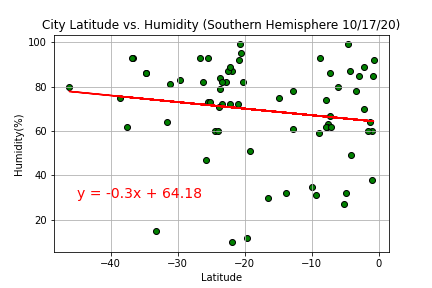 City Latitude vs. Humidity (Southern Hemisphere 10/17/20)
100
80
60
40
20
Humidity(%)
y = -0.3x + 64.18
−40 −30 −20 −10 0
Latitude